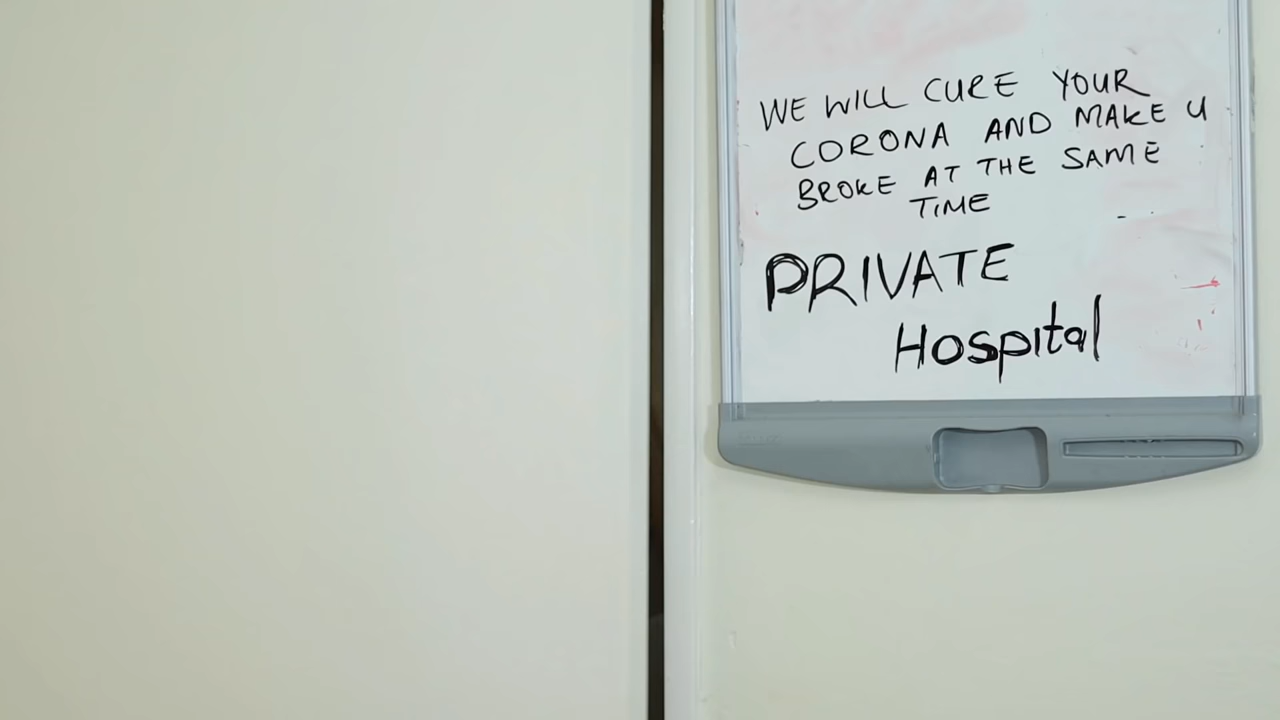 WE WILL CURE YOUR
CORONA AND MAKE U
BROKE AT THE SAME
TIME
PRIVATE
Hospital